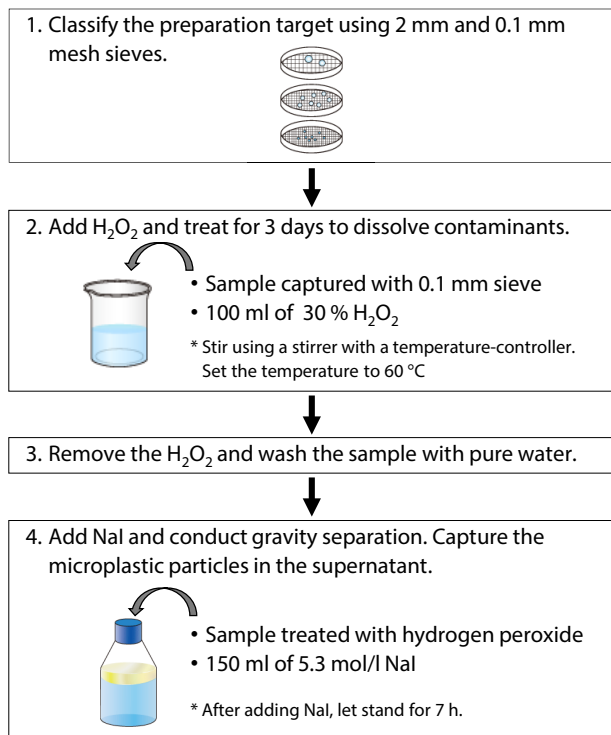 1. Classify the preparation target using 2 mm and 0.1 mm
mesh sieves.
2. Add H₂O₂ and treat for 3 days to dissolve contaminants.
• Sample captured with 0.1 mm sieve
• 100 ml of 30 % H₂O₂
* Stir using a stirrer with a temperature-controller.
Set the temperature to 60 °C
3. Remove the H₂O₂ and wash the sample with pure water.
4. Add NaI and conduct gravity separation. Capture the
microplastic particles in the supernatant.
• Sample treated with hydrogen peroxide
• 150 ml of 5.3 mol/l NaI
* After adding NaI, let stand for 7 h.